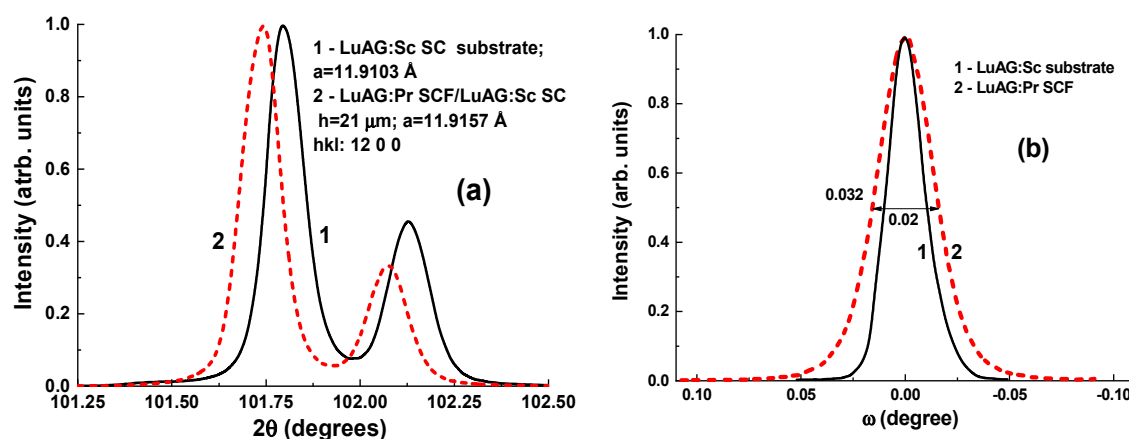 1.0
0.8
0.6
0.4
0.2
0.0
Intensity (atrb. units)
1 - LuAG:Sc SC substrate;
a=11.9103 Å
2 - LuAG:Pr SCF/LuAG:Sc SC
h=21 μm; a=11.9157 Å
hkl: 12 0 0
(a)
2
1
101.25 101.50 101.75 102.00 102.25 102.50
2θ (degrees)
1.0
0.8
0.6
0.4
0.2
0.0
Intensity (arb. units)
1 - LuAG:Sc substrate
2 - LuAG:Pr SCF
(b)
0.032
0.02
1
2
0.10 0.05 0.00 -0.05 -0.10
ω (degree)